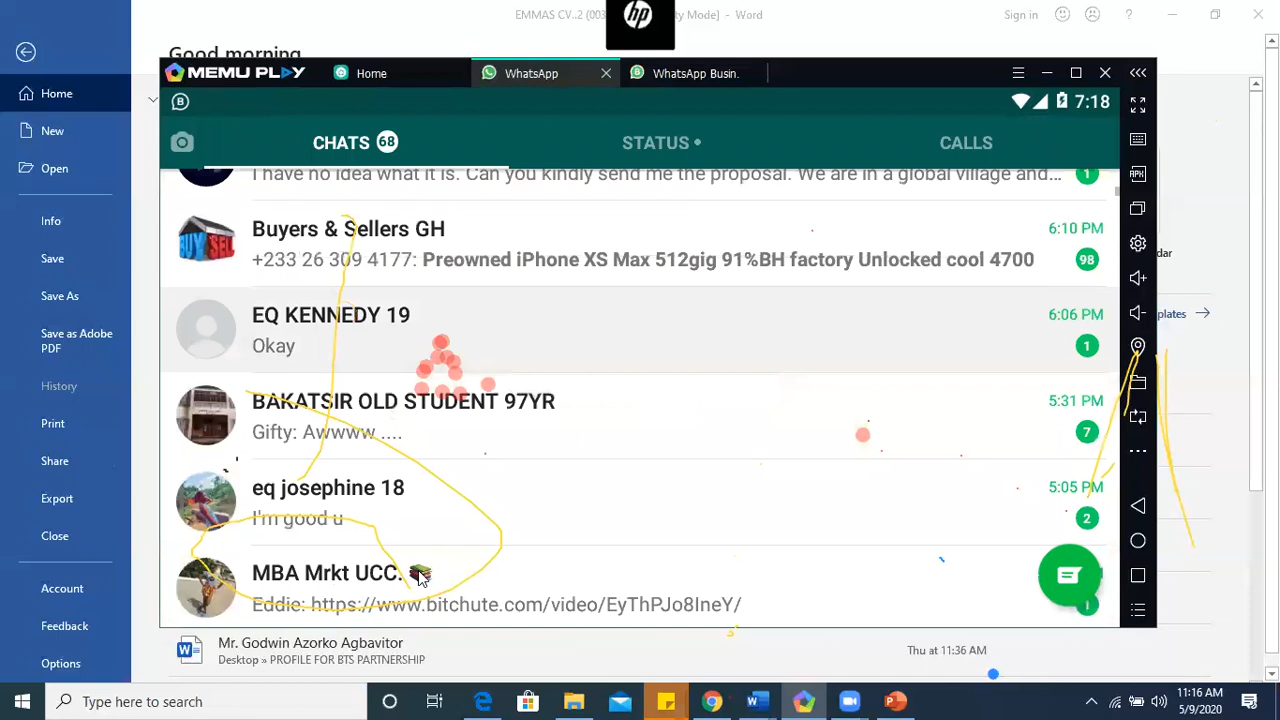 EMMAS CV..2 (003
ty Mode] - Word
Sign in
?
Good morning
Home
New
Open
Info
Save
Save As
Save as Adobe
PDF
History
Print
Share
Export
Close
Account
Feedback
Options
MEMU PLAY
Home
WhatsApp
WhatsApp Busin.
7:18
CHATS 68
STATUS
CALLS
I have no idea what it is. Can you kindly send me the proposal. We are in a global village and…
1
Buyers & Sellers GH
6:10 PM
+233 26 309 4177: Preowned iPhone XS Max 512gig 91%BH factory Unlocked cool 4700
98
EQ KENNEDY 19
6:06 PM
Okay
1
BAKATSIR OLD STUDENT 97YR
5:31 PM
Gifty: Awwww ....
7
eq josephine 18
5:05 PM
I'm good u
2
MBA Mrkt UCC.
Eddie: https://www.bitchute.com/video/EyThPJo8IneY/
1
dar
plates
Mr. Godwin Azorko Agbavitor
Desktop » PROFILE FOR BTS PARTNERSHIP
Thu at 11:36 AM
Type here to search
11:16 AM
5/9/2020